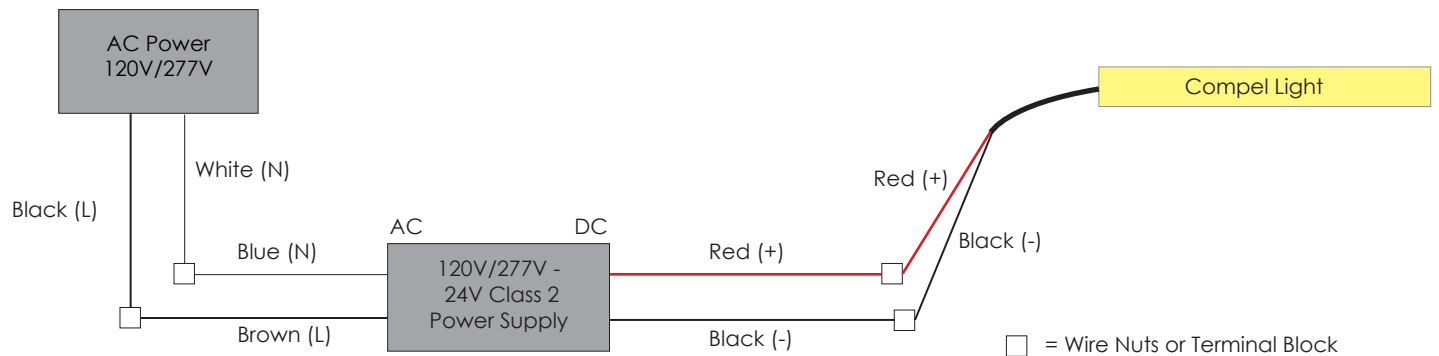 AC Power
120V/277V
Compel Light
White (N)
Red (+)
Black (L)
AC
DC
Black (-)
Blue (N)
Red (+)
120V/277V -
24V Class 2
Power Supply
Brown (L)
Black (-)
= Wire Nuts or Terminal Block